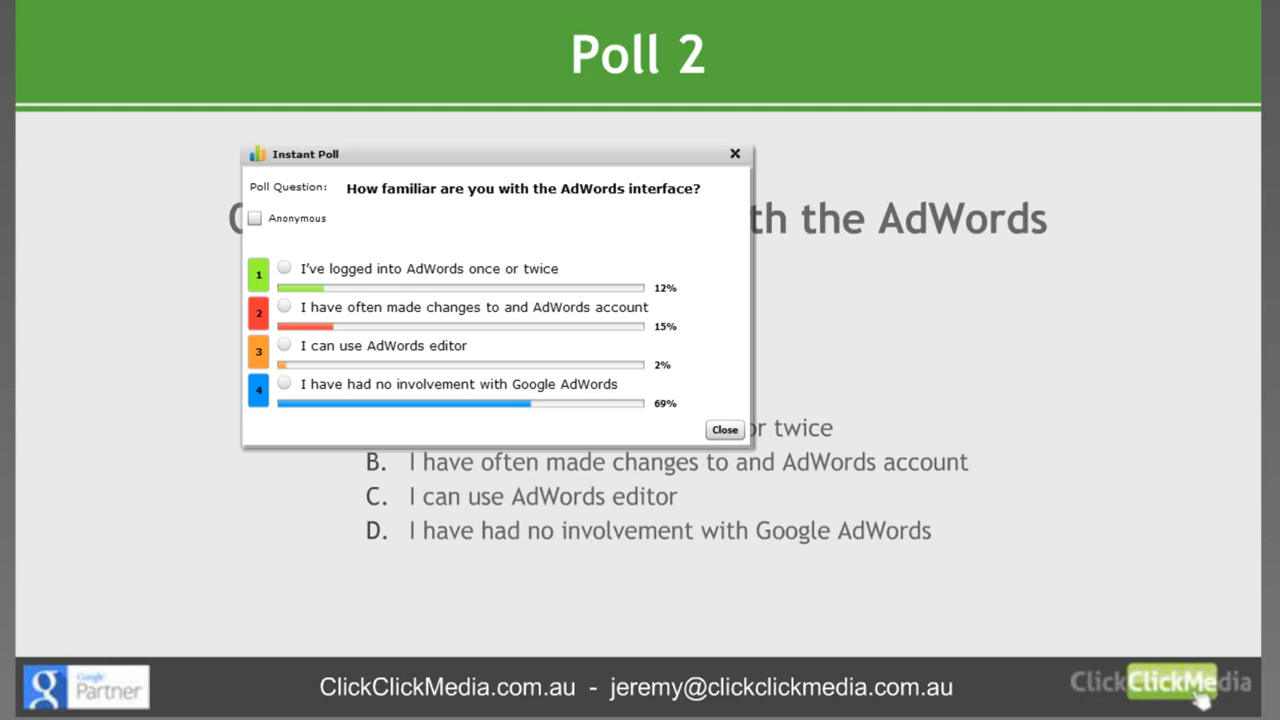 Poll 2
Instant Poll
Poll Question: How familiar are you with the AdWords interface?
Anonymous
th the AdWords
1 I've logged into AdWords once or twice
12%
2 I have often made changes to and AdWords account
15%
3 I can use AdWords editor
2%
4 I have had no involvement with Google AdWords
69%
Close
or twice
B. I have often made changes to and AdWords account
C. I can use AdWords editor
D. I have had no involvement with Google AdWords
Google
Partner
ClickClickMedia.com.au - jeremy@clickclickmedia.com.au
ClickClickMedia